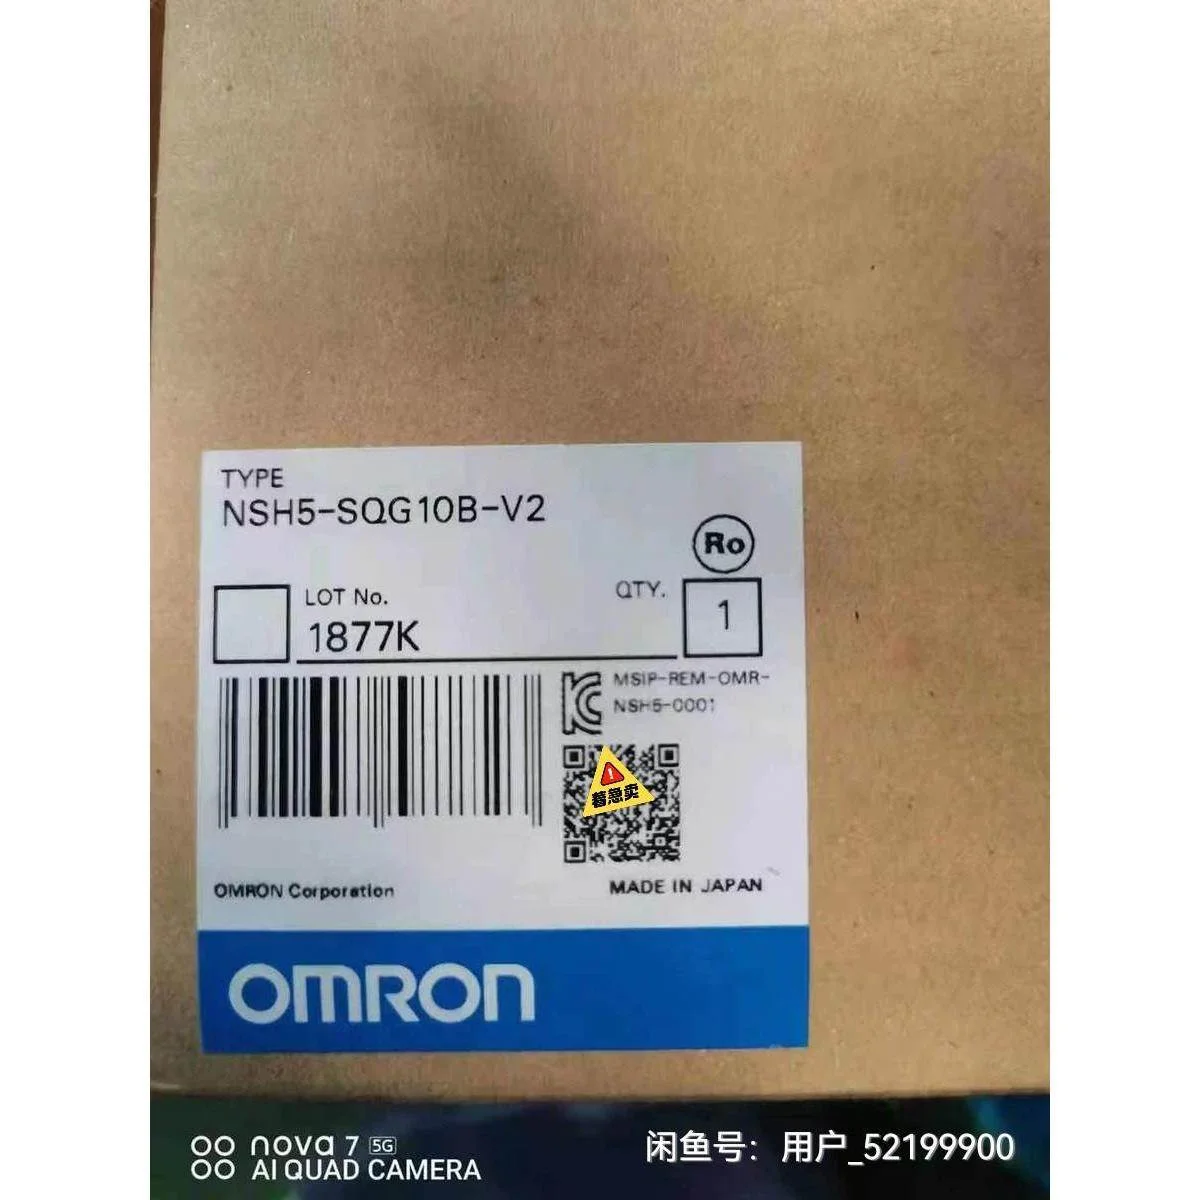 TYPE
NSH5-SQG10B-V2
Ro
LOT No.
QTY.
1877K
1
MSIP-REM-OMR-
NSH5-0001
着急卖
OMRON Corporation
MADE IN JAPAN
OMRON
nova 7 5G
AI QUAD CAMERA
闲鱼号：用户_52199900